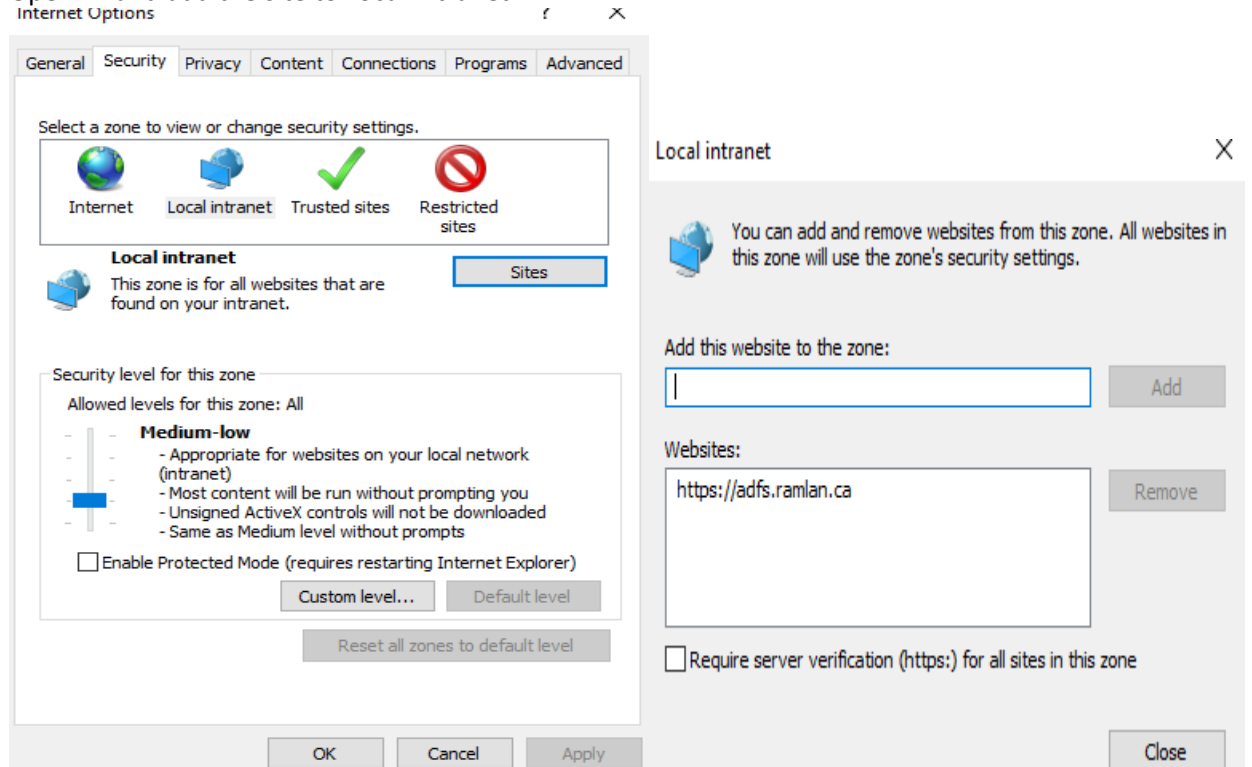 Internet Options ? X
General Security Privacy Content Connections Programs Advanced
Select a zone to view or change security settings.
Internet Local intranet Trusted sites Restricted
sites
Local intranet
This zone is for all websites that are
found on your intranet.
Sites
Security level for this zone
Allowed levels for this zone: All
Medium-low
- Appropriate for websites on your local network
(intranet)
- Most content will be run without prompting you
- Unsigned ActiveX controls will not be downloaded
- Same as Medium level without prompts
Enable Protected Mode (requires restarting Internet Explorer)
Custom level... Default level
Reset all zones to default level
OK Cancel Apply
Local intranet
You can add and remove websites from this zone. All websites in
this zone will use the zone's security settings.
Add this website to the zone:
Add
Websites:
https://adfs.ramlan.ca
Remove
Require server verification (https:) for all sites in this zone
Close